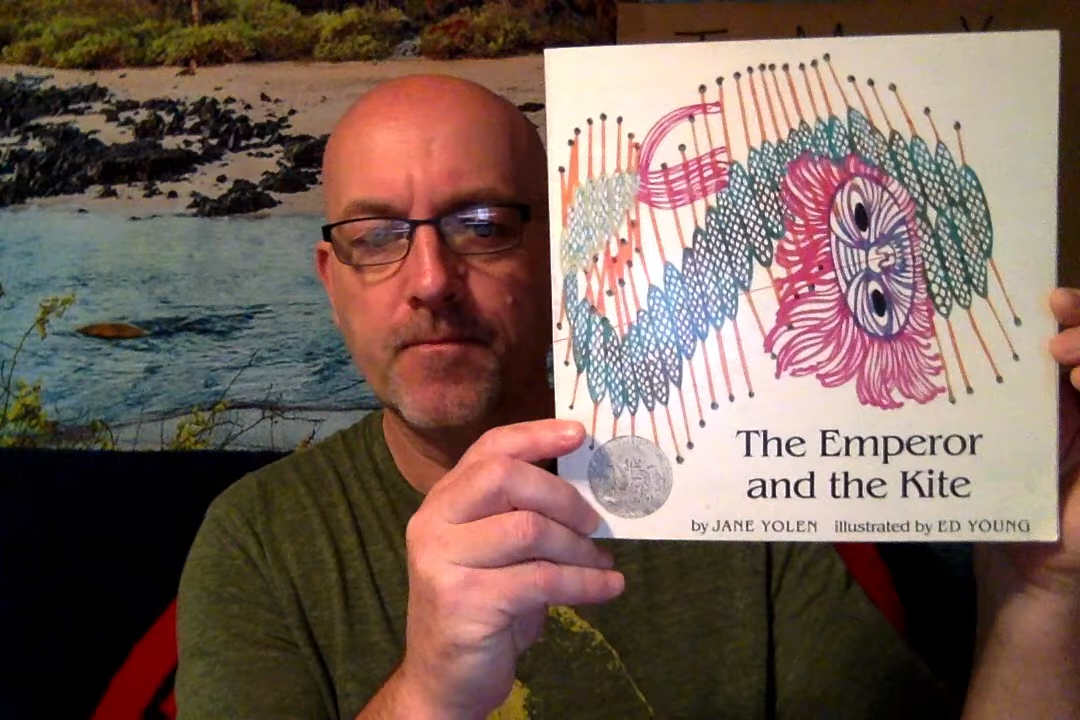 The Emperor
and the Kite
by JANE YOLEN illustrated by ED YOUNG